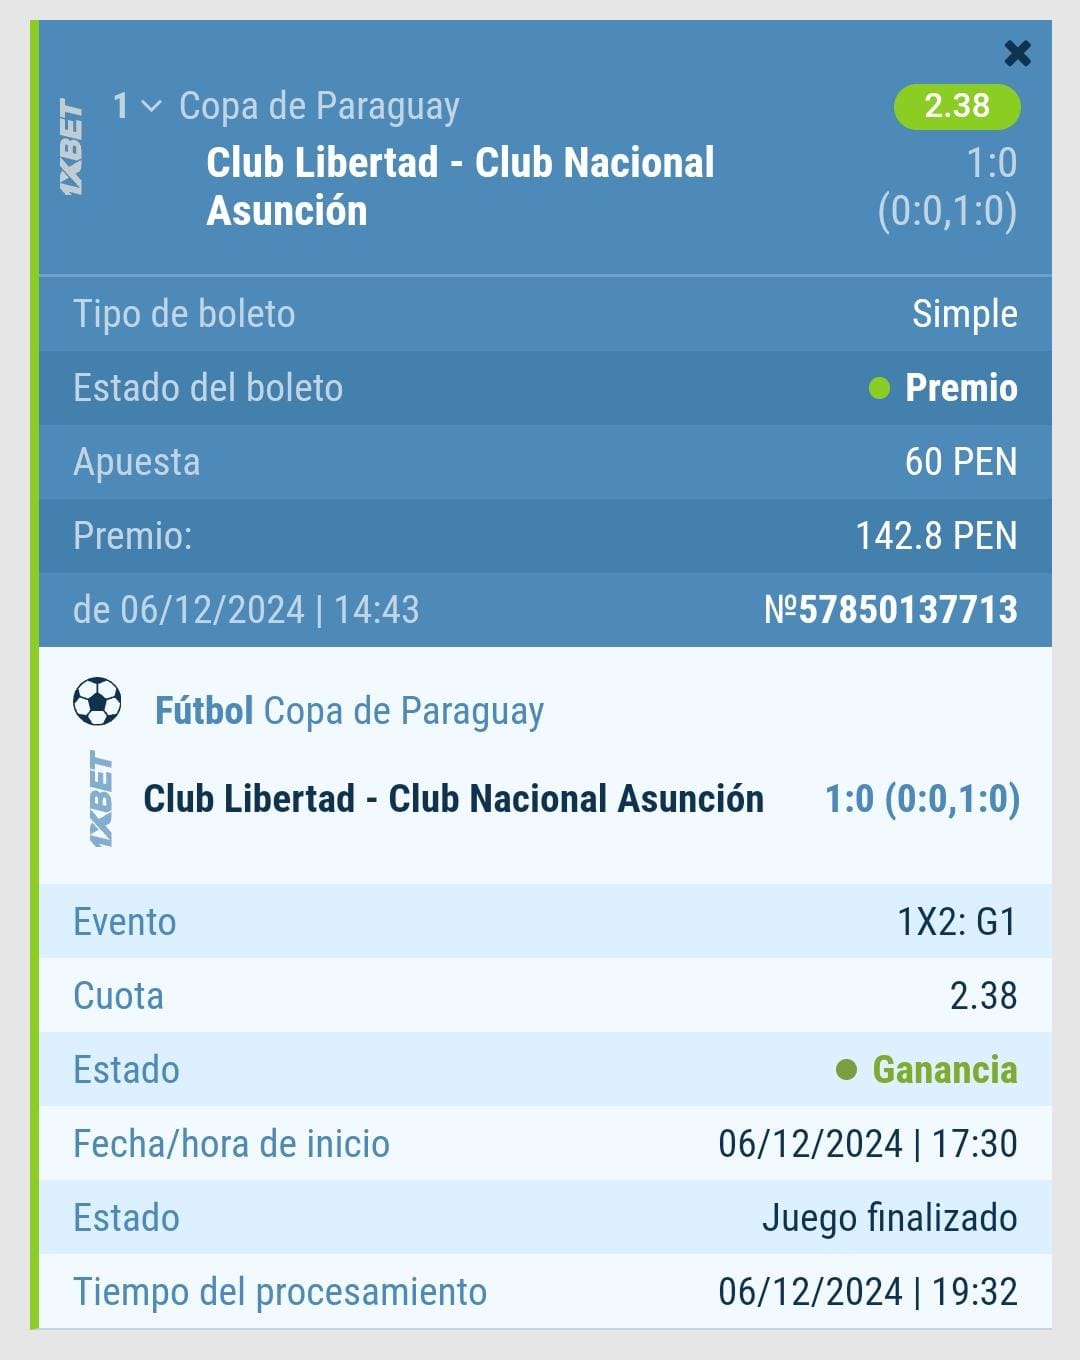 1XBET
1 Copa de Paraguay 2.38
Club Libertad - Club Nacional 1:0
Asunción (0:0,1:0)
Tipo de boleto Simple
Estado del boleto Premio
Apuesta 60 PEN
Premio: 142.8 PEN
de 06/12/2024 | 14:43 №57850137713
Fútbol Copa de Paraguay
1XBET
Club Libertad - Club Nacional Asunción 1:0 (0:0,1:0)
Evento 1X2: G1
Cuota 2.38
Estado Ganancia
Fecha/hora de inicio 06/12/2024 | 17:30
Estado Juego finalizado
Tiempo del procesamiento 06/12/2024 | 19:32